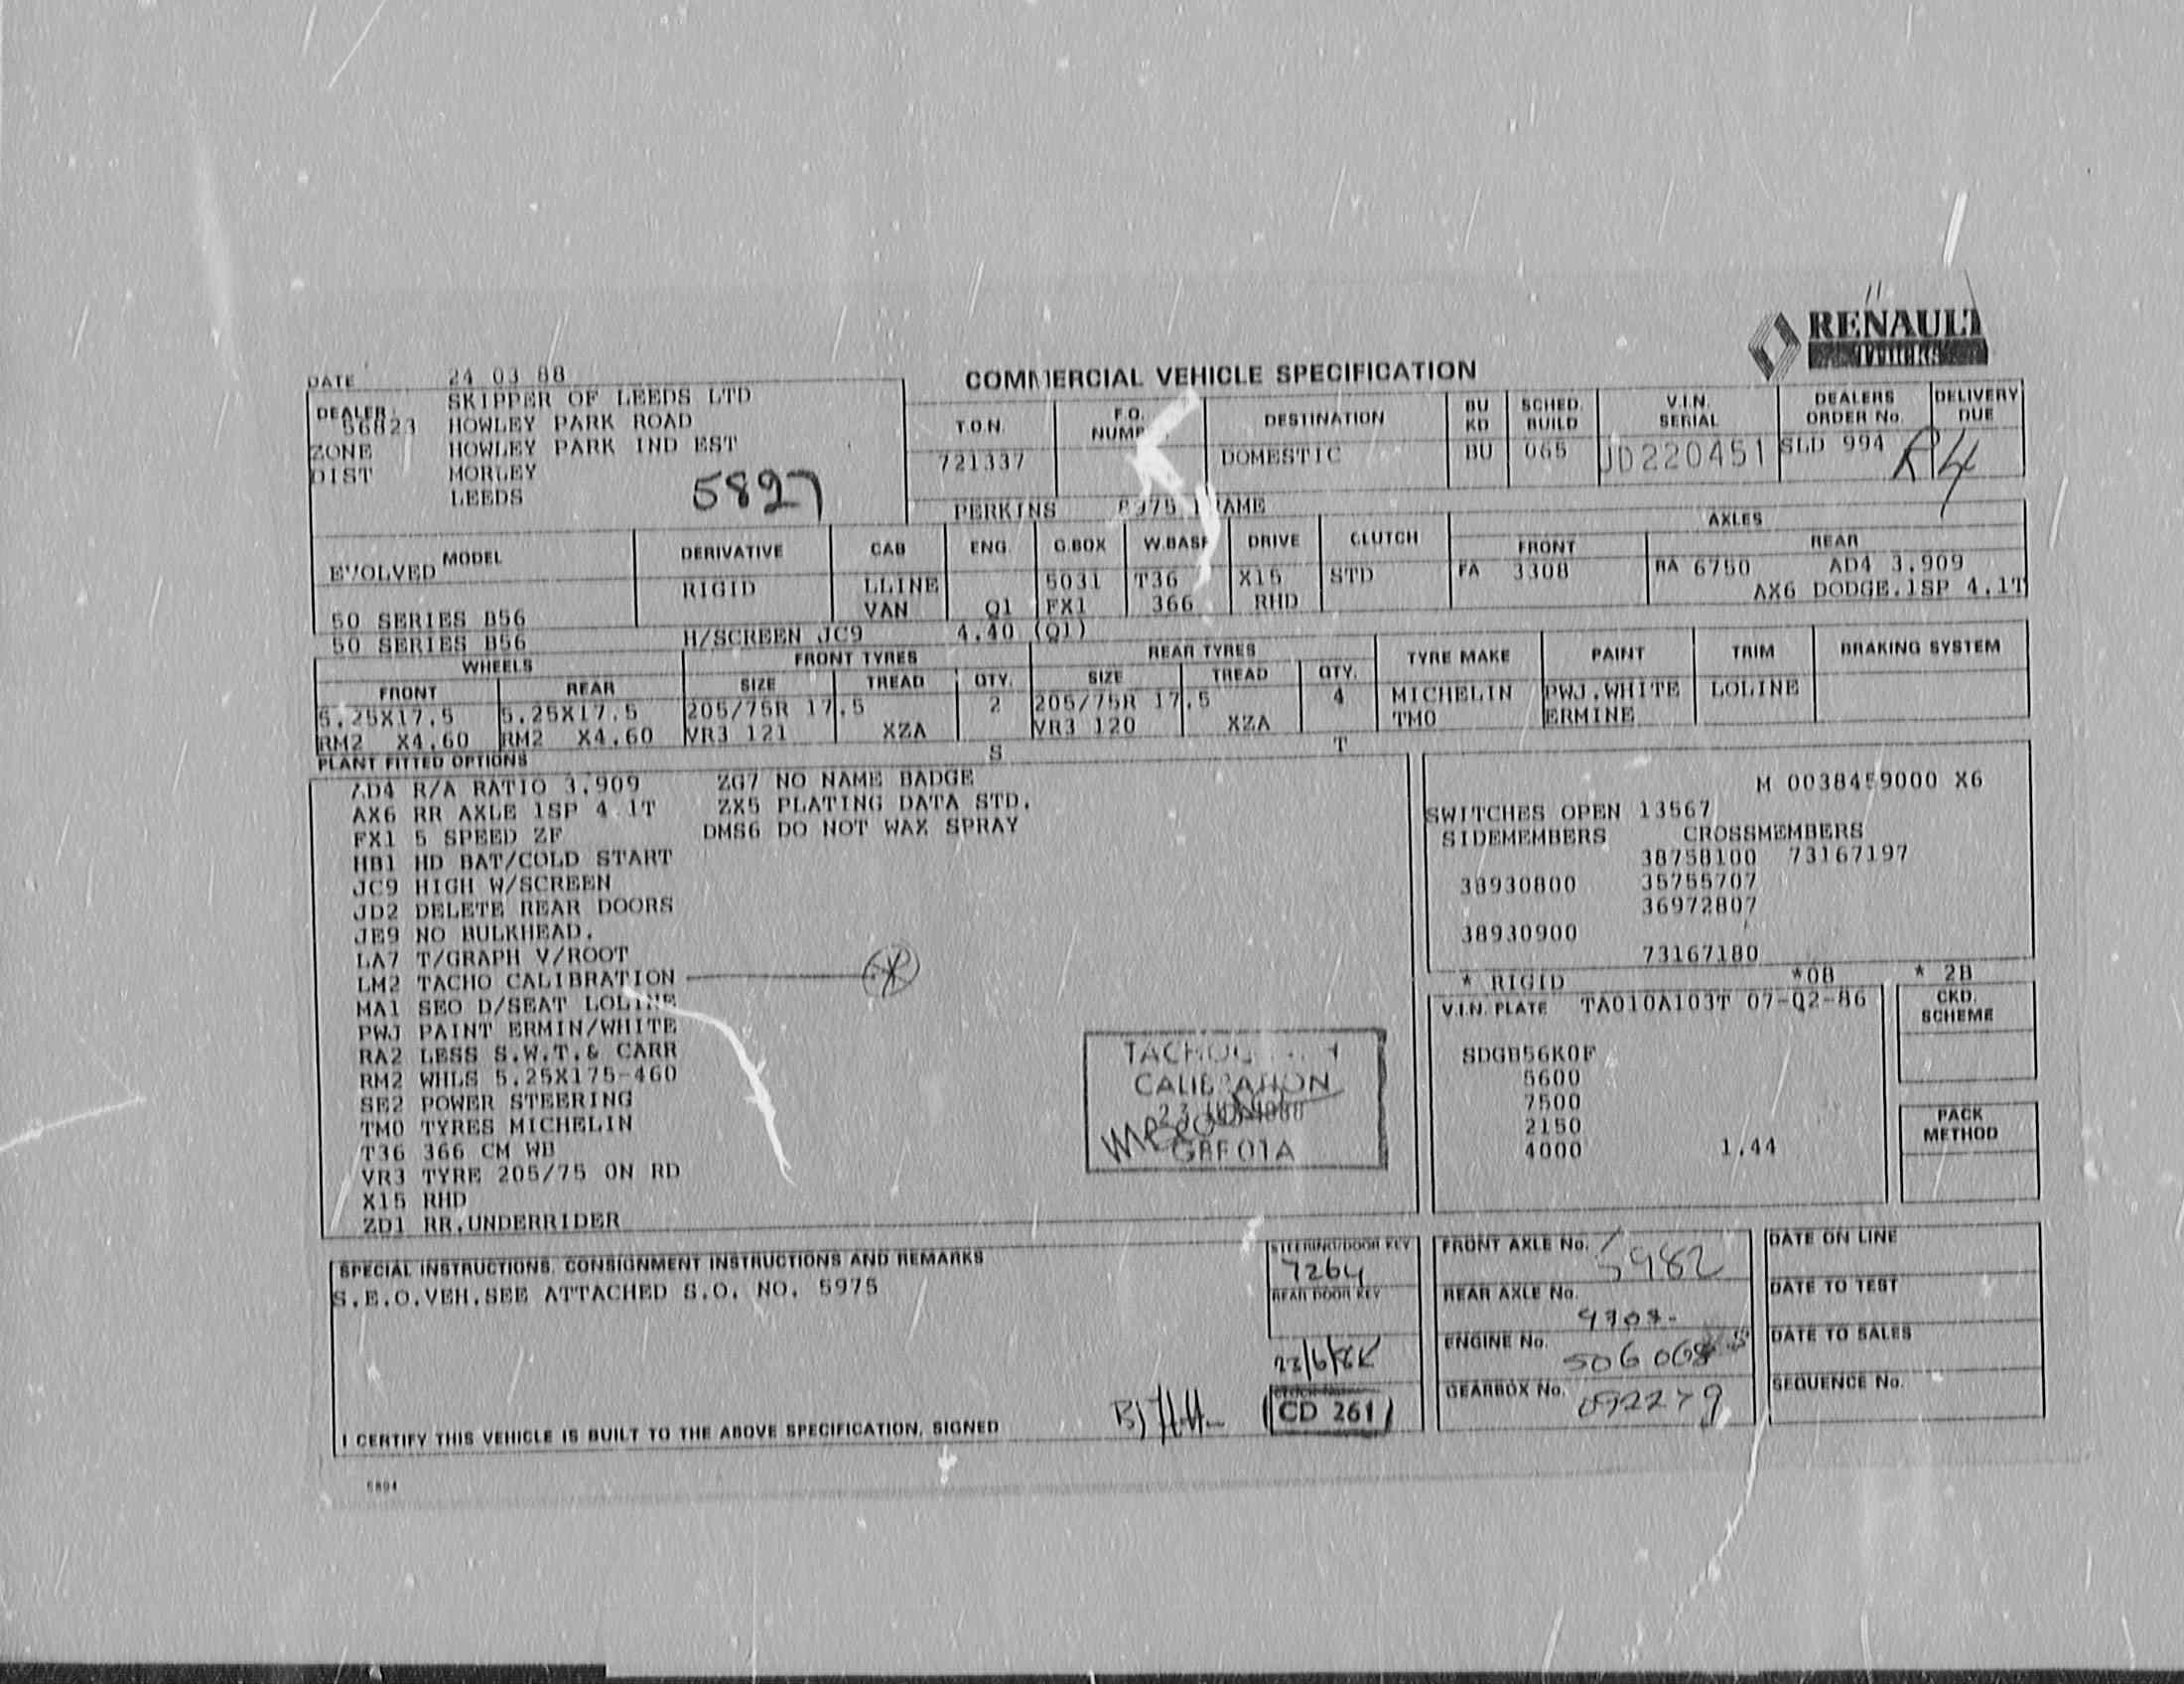 RENAULT
TRUCKS
DATE 24 03 88
COMMERCIAL VEHICLE SPECIFICATION
DEALER SKIPPER OF LEEDS LTD
56823 HOWLEY PARK ROAD
ZONE HOWLEY PARK IND EST
DIST MORLEY
LEEDS
5827
T.O.N. F.O. DESTINATION BU KD SCHED. BUILD V.I.N. SERIAL DEALERS ORDER No. DELIVERY DUE
721337 DOMESTIC BU 065 JD220451 SLD 994 R4
PERKINS
MODEL DERIVATIVE CAB ENG. G.BOX W.BASE DRIVE CLUTCH AXLES
FRONT REAR
EVOLVED RIGID LLINE 5031 T36 X15 STD FA 3308 RA 6750 AD4 3.909
VAN Q1 FX1 366 RHD AX6 DODGE.1SP 4.1T
50 SERIES B56
50 SERIES B56 H/SCREEN JC9 4.40 (Q1)
WHEELS FRONT TYRES REAR TYRES TYRE MAKE PAINT TRIM BRAKING SYSTEM
FRONT REAR SIZE TREAD QTY. SIZE TREAD QTY.
5.25X17.5 5.25X17.5 205/75R 17.5 2 205/75R 17.5 4 MICHELIN PWJ.WHITE LOLINE
RM2 X4.60 RM2 X4.60 VR3 121 XZA VR3 120 XZA TM0 ERMINE
S T
PLANT FITTED OPTIONS
AD4 R/A RATIO 3.909 ZG7 NO NAME BADGE
AX6 RR AXLE 1SP 4.1T ZX5 PLATING DATA STD.
FX1 5 SPEED ZF DMS6 DO NOT WAX SPRAY
HB1 HD BAT/COLD START
JC9 HIGH W/SCREEN
JD2 DELETE REAR DOORS
JE9 NO BULKHEAD.
LA7 T/GRAPH V/ROOT
LM2 TACHO CALIBRATION
MA1 SEO D/SEAT LOLINE
PWJ PAINT ERMIN/WHITE
RA2 LESS S.W.T.& CARR
RM2 WHLS 5.25X175-460
SE2 POWER STEERING
TM0 TYRES MICHELIN
T36 366 CM WB
VR3 TYRE 205/75 ON RD
X15 RHD
ZD1 RR.UNDERRIDER
TACHOGRAPH
CALIBRATION
23 JUN 1988
M 0038459000 X6
SWITCHES OPEN 13567
SIDEMEMBERS CROSSMEMBERS
38758100 73167197
38930800 35755707
36972807
38930900
73167180
* RIGID *08 * 2B
V.I.N. PLATE TA010A103T 07-02-86
CKD. SCHEME
SDGB56K0F
5600
7500
2150
4000 1.44
PACK METHOD
SPECIAL INSTRUCTIONS, CONSIGNMENT INSTRUCTIONS AND REMARKS
S.E.O.VEH.SEE ATTACHED S.O. NO. 5975
STEERING/DOOR KEY
7264
REAR DOOR KEY
CD 261
FRONT AXLE No. 5982
REAR AXLE No.
ENGINE No.
GEARBOX No. 092279
DATE ON LINE
DATE TO TEST
DATE TO SALES
SEQUENCE No.
I CERTIFY THIS VEHICLE IS BUILT TO THE ABOVE SPECIFICATION, SIGNED